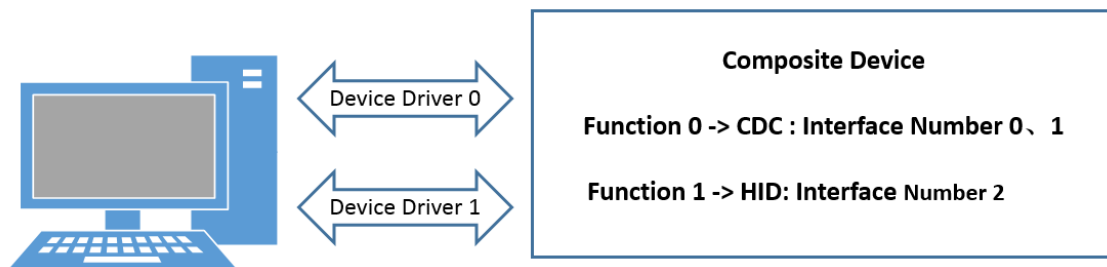 Composite Device
Device Driver 0
Function 0 -> CDC : Interface Number 0、1
Function 1 -> HID: Interface Number 2
Device Driver 1